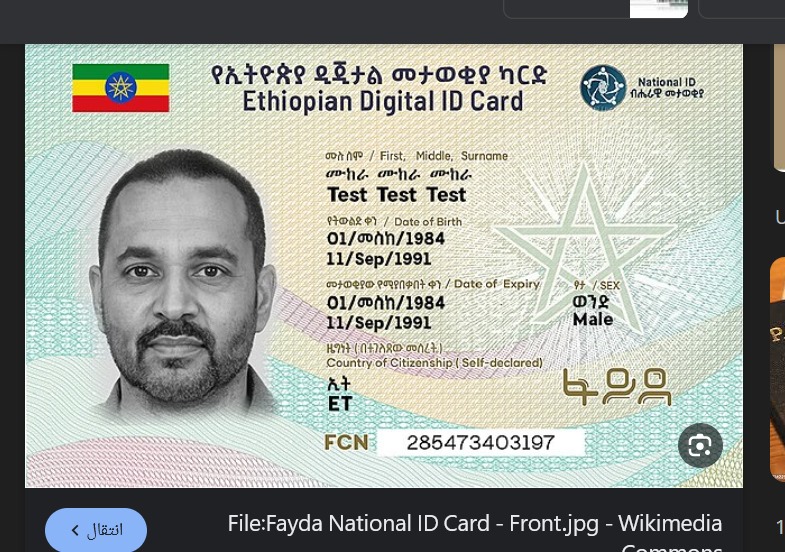 የኢትዮጵያ ዲጂታል መታወቂያ ካርድ
Ethiopian Digital ID Card
National ID
ብሔራዊ መታወቂያ
ሙሉ ስም / First, Middle, Surname
ሙከራ ሙከራ ሙከራ
Test Test Test
የትውልድ ቀን / Date of Birth
01/መስከ/1984
11/Sep/1991
መታወቂያው የሚያበቃበት ቀን / Date of Expiry
01/መስከ/1984
11/Sep/1991
ፆታ / SEX
ወንድ
Male
ዜግነት (በተገለጸው መሰረት)
Country of Citizenship ( Self-declared)
ኢት
ET
ፋይዳ
FCN 285473403197
انتقال
File:Fayda National ID Card - Front.jpg - Wikimedia
Commons